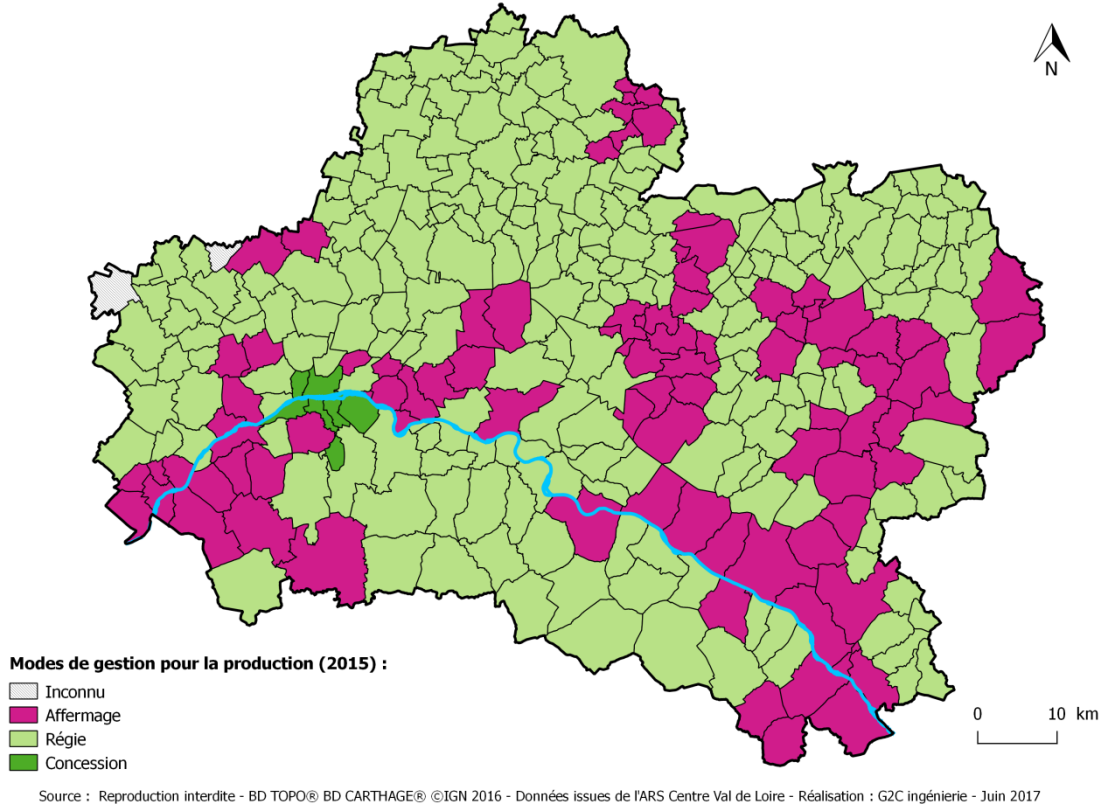 N
Modes de gestion pour la production (2015) :
Inconnu
Affermage
Régie
Concession
0 10 km
Source : Reproduction interdite - BD TOPO® BD CARTHAGE® ©IGN 2016 - Données issues de l'ARS Centre Val de Loire - Réalisation : G2C ingénierie - Juin 2017